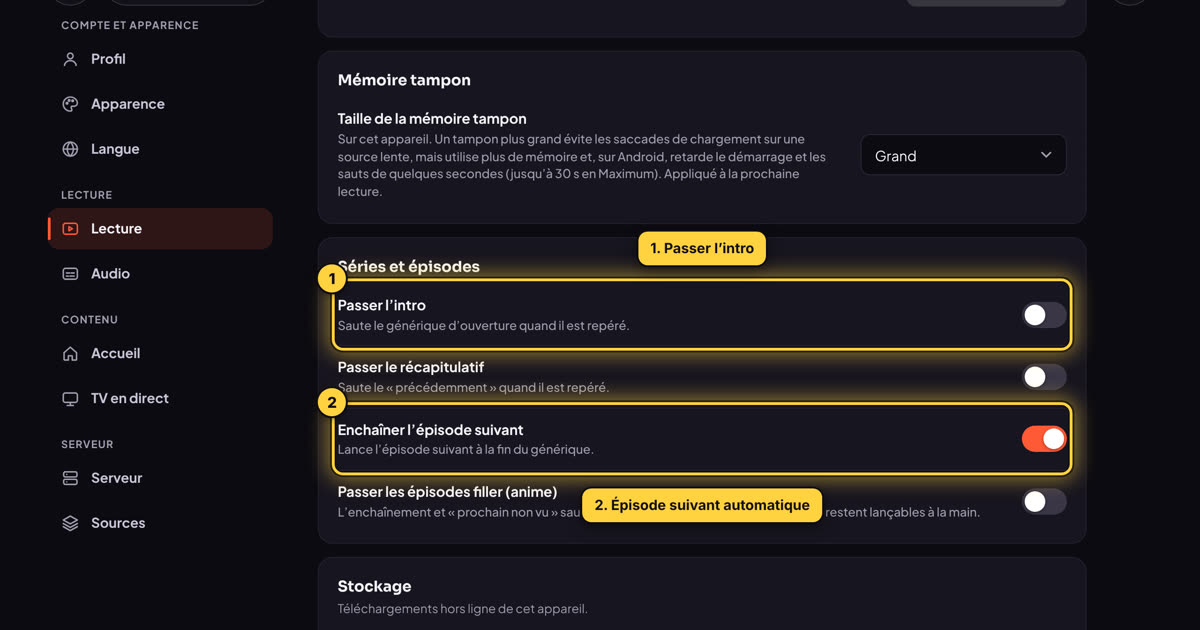 COMPTE ET APPARENCE
Profil
Apparence
Langue
LECTURE
Lecture
Audio
CONTENU
Accueil
TV en direct
SERVEUR
Serveur
Sources
Mémoire tampon
Taille de la mémoire tampon
Sur cet appareil. Un tampon plus grand évite les saccades de chargement sur une
source lente, mais utilise plus de mémoire et, sur Android, retarde le démarrage et les
sauts de quelques secondes (jusqu’à 30 s en Maximum). Appliqué à la prochaine
lecture.
Grand
1. Passer l’intro
Séries et épisodes
1
Passer l’intro
Saute le générique d’ouverture quand il est repéré.
Passer le récapitulatif
Saute le « précédemment » quand il est repéré.
2
Enchaîner l’épisode suivant
Lance l’épisode suivant à la fin du générique.
Passer les épisodes filler (anime)
L’enchaînement et « prochain non vu » sau
2. Épisode suivant automatique
restent lançables à la main.
Stockage
Téléchargements hors ligne de cet appareil.